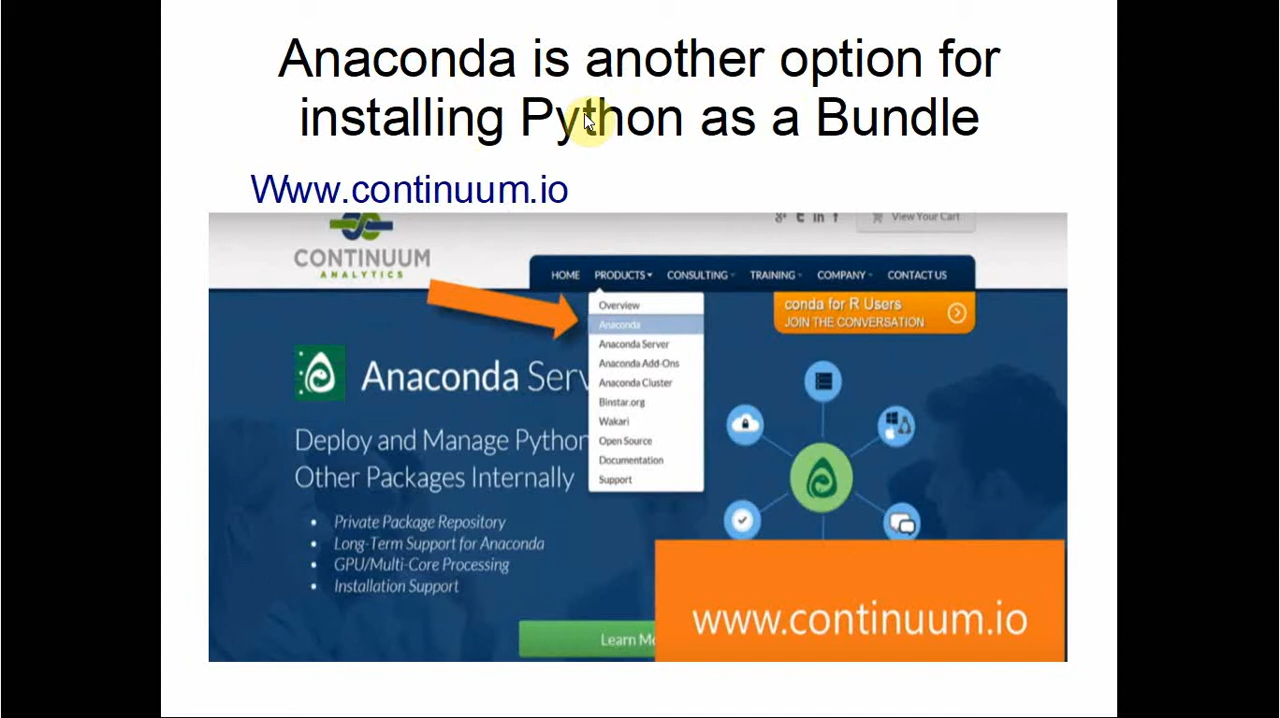 Anaconda is another option for
installing Python as a Bundle
Www.continuum.io
CONTINUUM
ANALYTICS
in
View Your Cart
HOME PRODUCTS CONSULTING TRAINING COMPANY CONTACT US
Overview
Anaconda
Anaconda Server
Anaconda Add-Ons
Anaconda Cluster
Binstar.org
Wakari
Open Source
Documentation
Support
conda for R Users
JOIN THE CONVERSATION
Anaconda Serv
Deploy and Manage Python
Other Packages Internally
• Private Package Repository
• Long-Term Support for Anaconda
• GPU/Multi-Core Processing
• Installation Support
Learn Mo
www.continuum.io